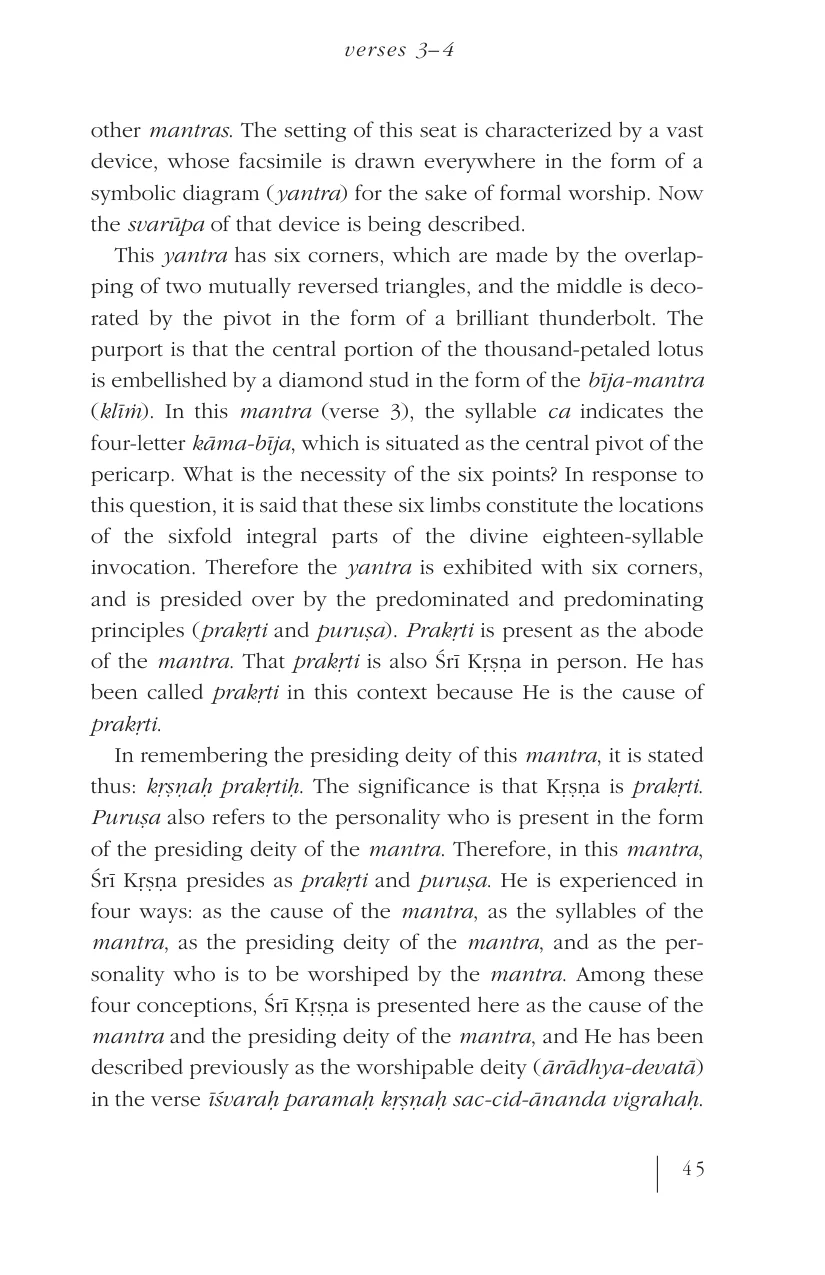 verses 3–4
other mantras. The setting of this seat is characterized by a vast
device, whose facsimile is drawn everywhere in the form of a
symbolic diagram (yantra) for the sake of formal worship. Now
the svarūpa of that device is being described.
This yantra has six corners, which are made by the overlap-
ping of two mutually reversed triangles, and the middle is deco-
rated by the pivot in the form of a brilliant thunderbolt. The
purport is that the central portion of the thousand-petaled lotus
is embellished by a diamond stud in the form of the bīja-mantra
(klīṁ). In this mantra (verse 3), the syllable ca indicates the
four-letter kāma-bīja, which is situated as the central pivot of the
pericarp. What is the necessity of the six points? In response to
this question, it is said that these six limbs constitute the locations
of the sixfold integral parts of the divine eighteen-syllable
invocation. Therefore the yantra is exhibited with six corners,
and is presided over by the predominated and predominating
principles (prakṛti and puruṣa). Prakṛti is present as the abode
of the mantra. That prakṛti is also Śrī Kṛṣṇa in person. He has
been called prakṛti in this context because He is the cause of
prakṛti.
In remembering the presiding deity of this mantra, it is stated
thus: kṛṣṇaḥ prakṛtiḥ. The significance is that Kṛṣṇa is prakṛti.
Puruṣa also refers to the personality who is present in the form
of the presiding deity of the mantra. Therefore, in this mantra,
Śrī Kṛṣṇa presides as prakṛti and puruṣa. He is experienced in
four ways: as the cause of the mantra, as the syllables of the
mantra, as the presiding deity of the mantra, and as the per-
sonality who is to be worshiped by the mantra. Among these
four conceptions, Śrī Kṛṣṇa is presented here as the cause of the
mantra and the presiding deity of the mantra, and He has been
described previously as the worshipable deity (ārādhya-devatā)
in the verse īśvaraḥ paramaḥ kṛṣṇaḥ sac-cid-ānanda vigrahaḥ.
45